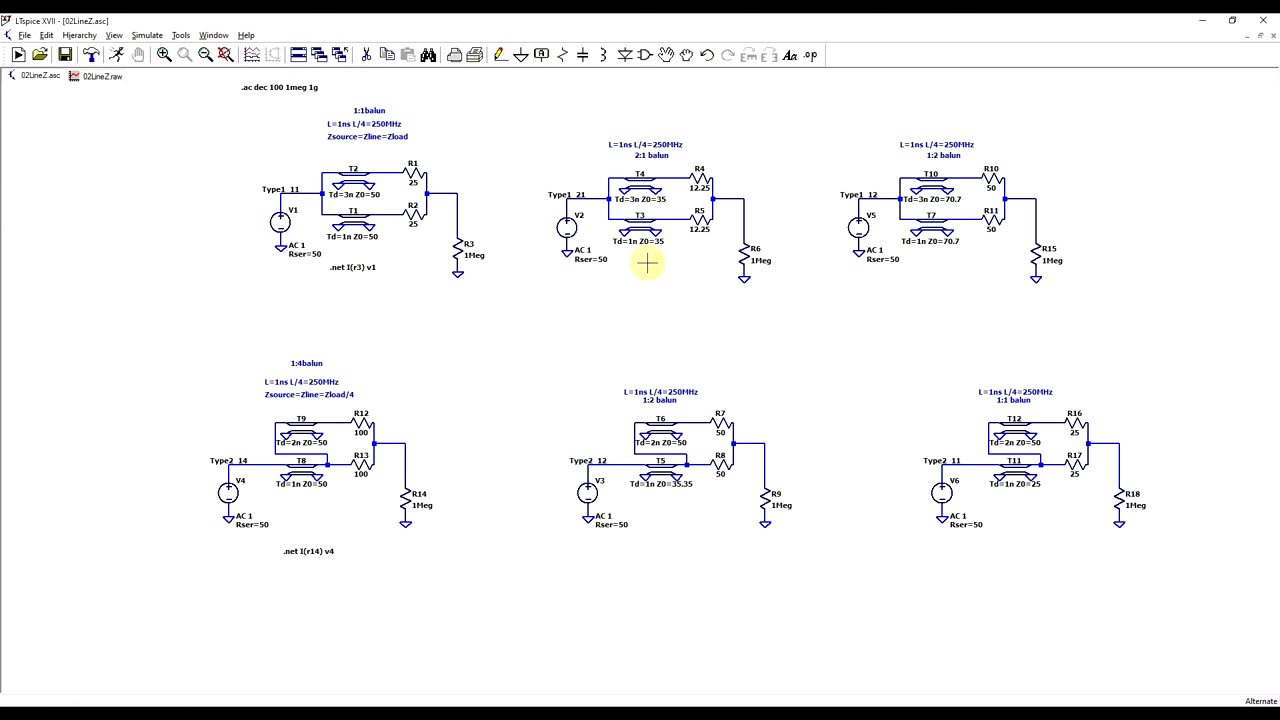 LTspice XVII - [02LineZ.asc]
File Edit Hierarchy View Simulate Tools Window Help
02LineZ.asc 02LineZ.raw
.ac dec 100 1meg 1g
1:1balun
L=1ns L/4=250MHz
Zsource=Zline=Zload
T2
R1
25
Td=3n Z0=50
Type1_11
V1
T1
R2
25
Td=1n Z0=50
AC 1
Rser=50
R3
1Meg
.net I(r3) v1
L=1ns L/4=250MHz
2:1 balun
T4
R4
12.25
Td=3n Z0=35
Type1_21
V2
T3
R5
12.25
Td=1n Z0=35
AC 1
Rser=50
R6
1Meg
L=1ns L/4=250MHz
1:2 balun
T10
R10
50
Td=3n Z0=70.7
Type1_12
V5
T7
R11
50
Td=1n Z0=70.7
AC 1
Rser=50
R15
1Meg
1:4balun
L=1ns L/4=250MHz
Zsource=Zline=Zload/4
T9
R12
100
Td=2n Z0=50
Type2_14
V4
T8
R13
100
Td=1n Z0=50
AC 1
Rser=50
R14
1Meg
.net I(r14) v4
L=1ns L/4=250MHz
1:2 balun
T6
R7
50
Td=2n Z0=50
Type2_12
V3
T5
R8
50
Td=1n Z0=35.35
AC 1
Rser=50
R9
1Meg
L=1ns L/4=250MHz
1:1 balun
T12
R16
25
Td=2n Z0=50
Type2_11
V6
T11
R17
25
Td=1n Z0=25
AC 1
Rser=50
R18
1Meg
Alternate